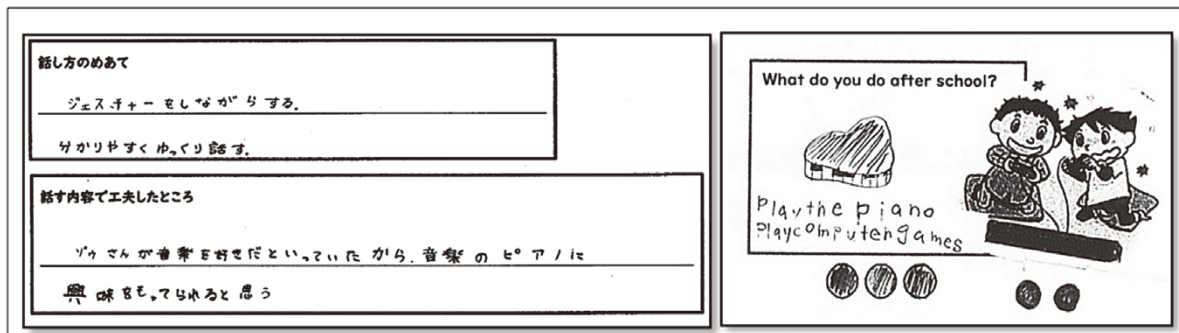 話し方のめあて
ジェスチャーをしながらする.
分かりやすくゆっくり話す.
話す内容で工夫したところ
ゾウさんが音楽を好きだといっていたから.音楽のピアノに
興味をもってられると思う
What do you do after school?
Play the piano
Play computen games